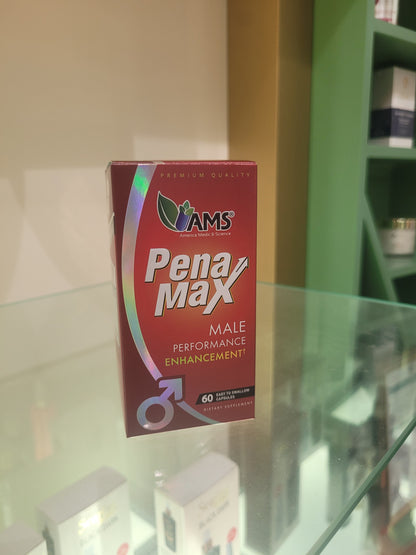 PREMIUM QUALITY
AMS®
America Medic & Science
Pena
MaX
MALE
PERFORMANCE
ENHANCEMENT†
60 EASY TO SWALLOW
CAPSULES
DIETARY SUPPLEMENT